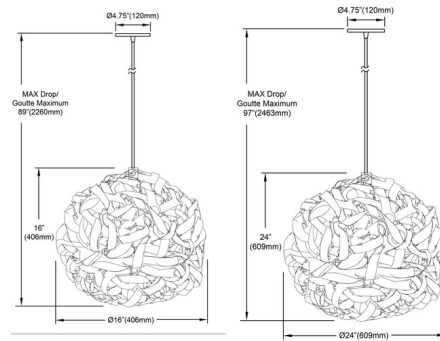 Ø4.75"(120mm)
MAX Drop/
Goutte Maximum
89"(2260mm)
16"
(406mm)
Ø16"(406mm)
Ø4.75"(120mm)
MAX Drop/
Goutte Maximum
97"(2463mm)
24"
(609mm)
Ø24"(609mm)